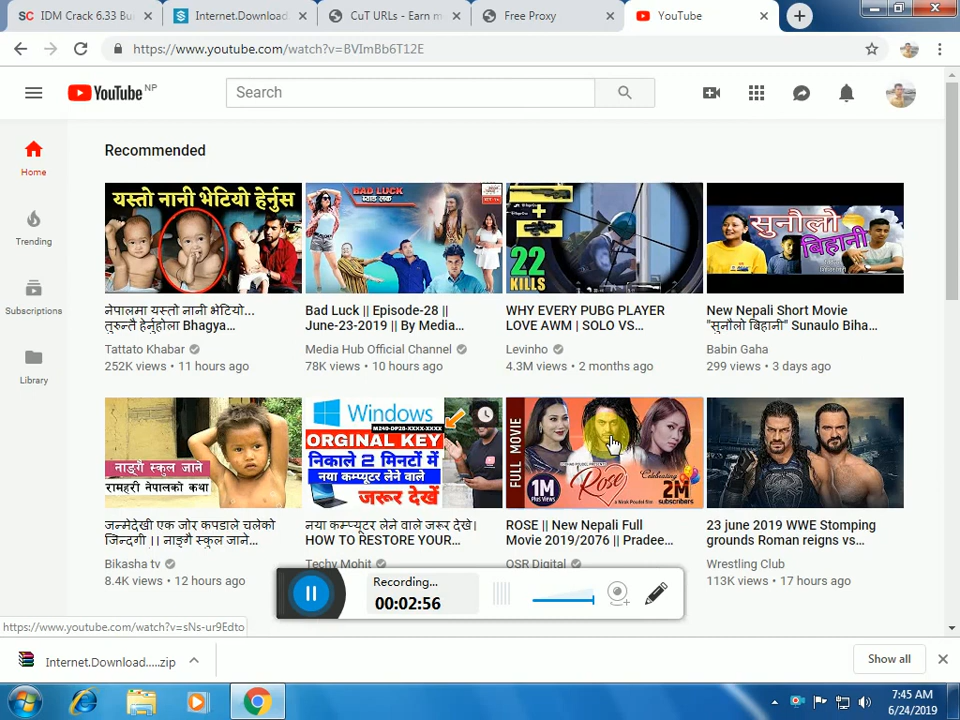 IDM Crack 6.33 Bu
Internet.Download.
CuT URLs - Earn m
Free Proxy
YouTube
https://www.youtube.com/watch?v=BVImBb6T12E
YouTube NP
Search
Home
Trending
Subscriptions
Library
Recommended
यस्तो नानी भेटियो हेर्नुस
BAD LUCK
ब्याड लक
22
KILLS
सुनौलो
बिहानी
नेपालमा यस्तो नानी भेटियो...
तुरुन्तै हेर्नुहोला Bhagya...
Tattato Khabar
252K views • 11 hours ago
Bad Luck || Episode-28 ||
June-23-2019 || By Media...
Media Hub Official Channel
78K views • 10 hours ago
WHY EVERY PUBG PLAYER
LOVE AWM | SOLO VS...
Levinho
4.3M views • 2 months ago
New Nepali Short Movie
"सुनौलो बिहानी" Sunaulo Biha...
Babin Gaha
299 views • 3 days ago
नाङ्गै स्कुल जाने
रामहरी नेपालको कथा
Windows
ORGINAL KEY
निकाले 2 मिनटों में
नया कम्प्यूटर लेने वाले
जरूर देखें
FULL MOVIE
Rose
1M
Plus Views
Celebrating
2M
SUBSCRIBERS
जन्मेदेखी एक जोर कपडाले चलेको
जिन्दगी ।। नाङ्गै स्कुल जाने...
Bikasha tv
8.4K views • 12 hours ago
नया कम्प्यूटर लेने वाले जरूर देखे।
HOW TO RESTORE YOUR...
Techy Mohit
ROSE || New Nepali Full
Movie 2019/2076 || Pradee...
OSR Digital
23 june 2019 WWE Stomping
grounds Roman reigns vs...
Wrestling Club
113K views • 17 hours ago
Recording...
00:02:56
https://www.youtube.com/watch?v=sNs-ur9Edto
Internet.Download.....zip
Show all
7:45 AM
6/24/2019